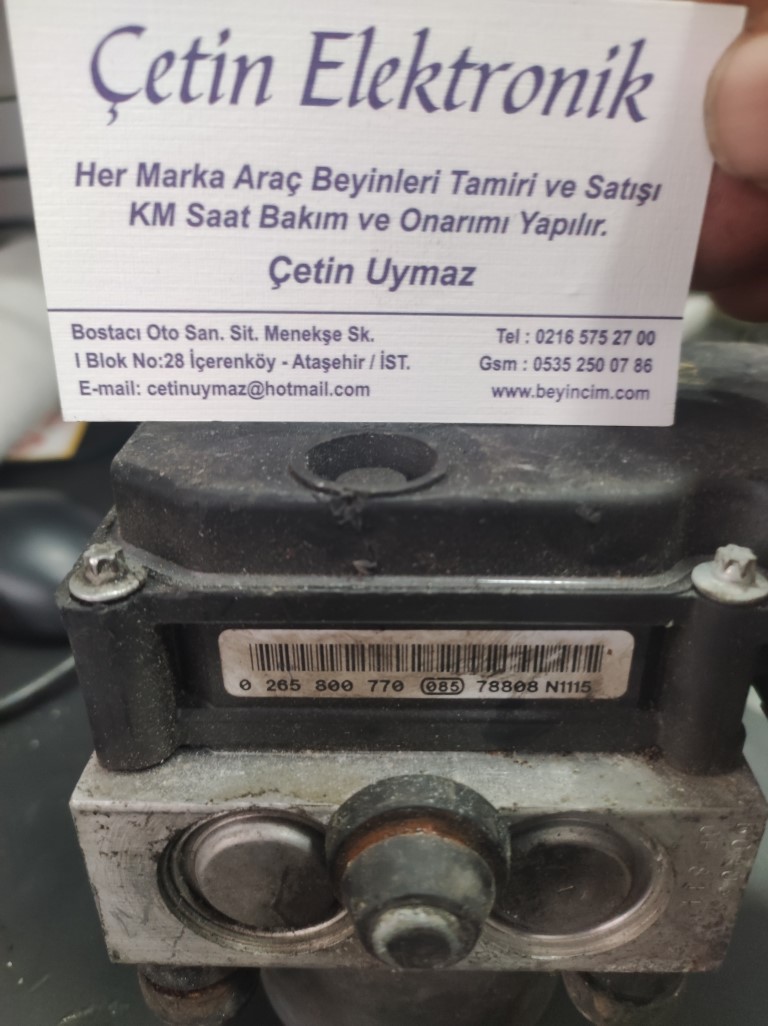 Çetin Elektronik
Her Marka Araç Beyinleri Tamiri ve Satışı
KM Saat Bakım ve Onarımı Yapılır.
Çetin Uymaz
Bostacı Oto San. Sit. Menekşe Sk.
I Blok No:28 İçerenköy - Ataşehir / İST.
E-mail: cetinuymaz@hotmail.com
Tel : 0216 575 27 00
Gsm : 0535 250 07 86
www.beyincim.com
0 265 800 770 085 78808 N1115